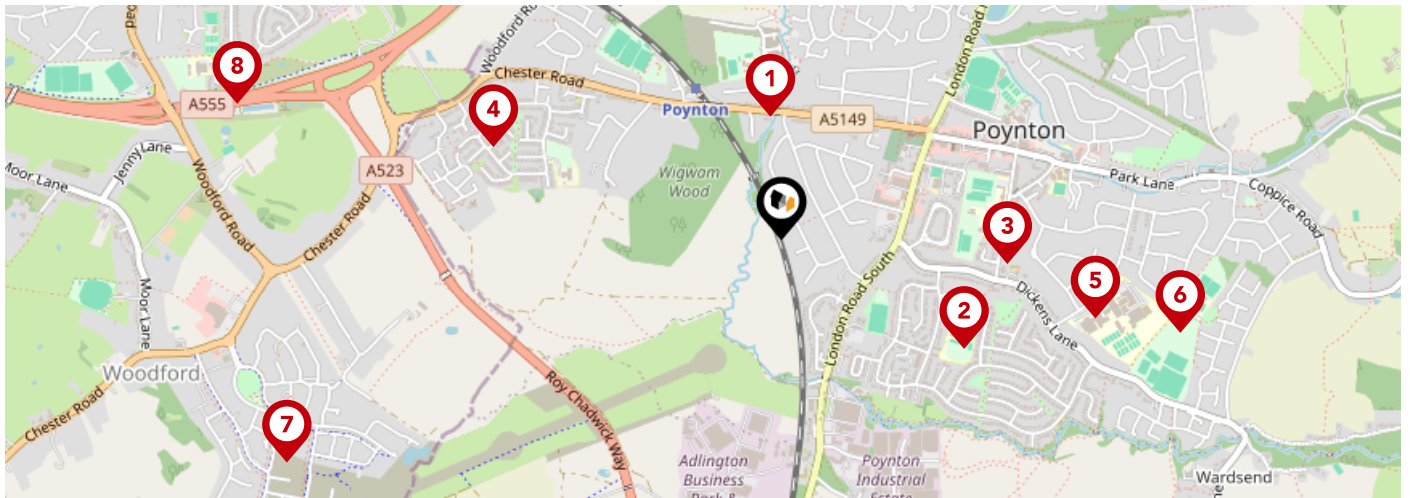 Road
Woodford Ro
London Road
8
1
Chester Road
4
A555
Poynton
A5149
Poynton
Jenny Lane
Moor Lane
A523
Wigwam
Wood
Park Lane
Coppice Road
Woodford Road
Chester Road
3
5
6
Moor Lane
London Road South
Dickens Lane
2
Woodford
Roy Chadwick Way
Chester Road
7
Adlington
Business
Park &
Poynton
Industrial
Estate
Wardsend